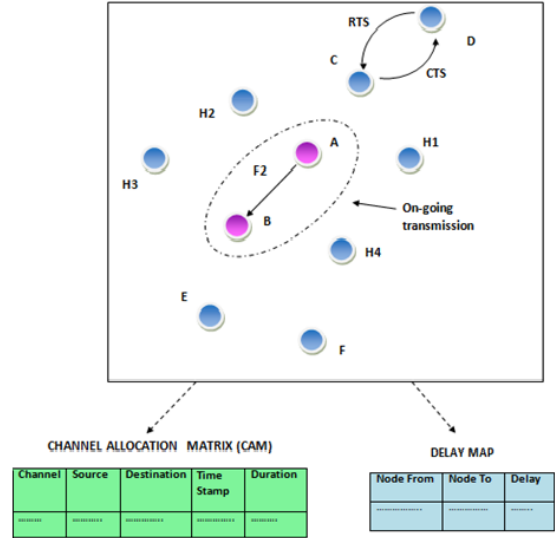 RTS
D
C
CTS
H2
A
H1
H3
F2
On-going
transmission
B
H4
E
F
CHANNEL ALLOCATION MATRIX (CAM)
Channel Source Destination Time Stamp Duration
............ ............ ............ ............ ............
DELAY MAP
Node From Node To Delay
............ ............ ............